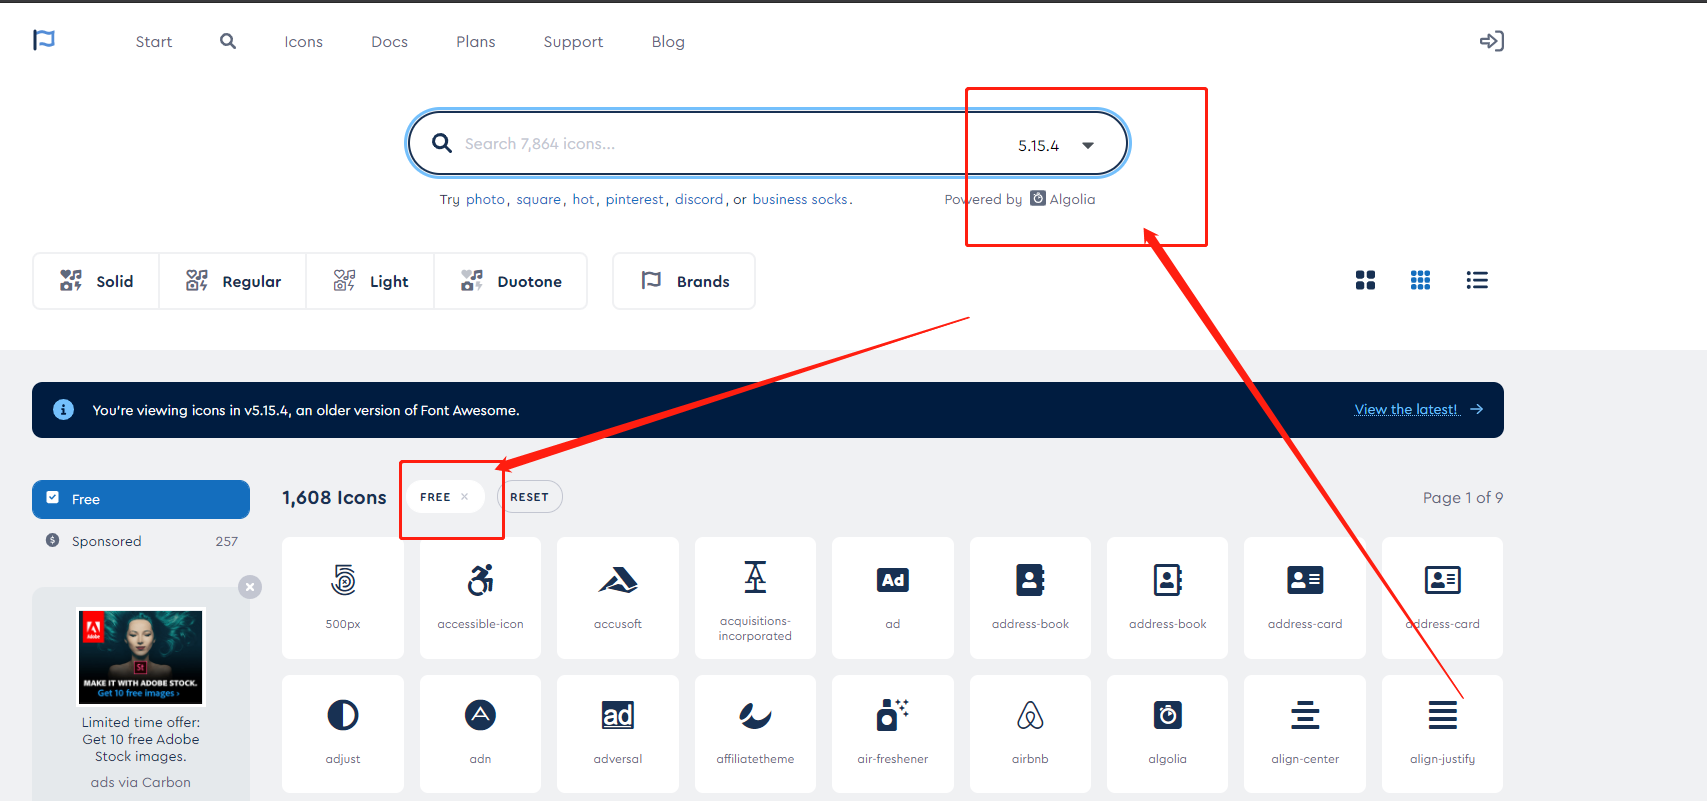 Start Icons Docs Plans Support Blog
Search 7,864 icons... 5.15.4
Try photo, square, hot, pinterest, discord, or business socks. Powered by Algolia
Solid Regular Light Duotone Brands
You're viewing icons in v5.15.4, an older version of Font Awesome. View the latest!
Free
Sponsored 257
1,608 Icons FREE × RESET Page 1 of 9
500px accessible-icon accusoft acquisitions-incorporated ad address-book address-book address-card address-card
Ad
adjust adn adversal affiliatetheme air-freshener airbnb algolia align-center align-justify
ad
Adobe
St
MAKE IT WITH ADOBE STOCK.
Get 10 free images ›
Limited time offer:
Get 10 free Adobe
Stock images.
ads via Carbon